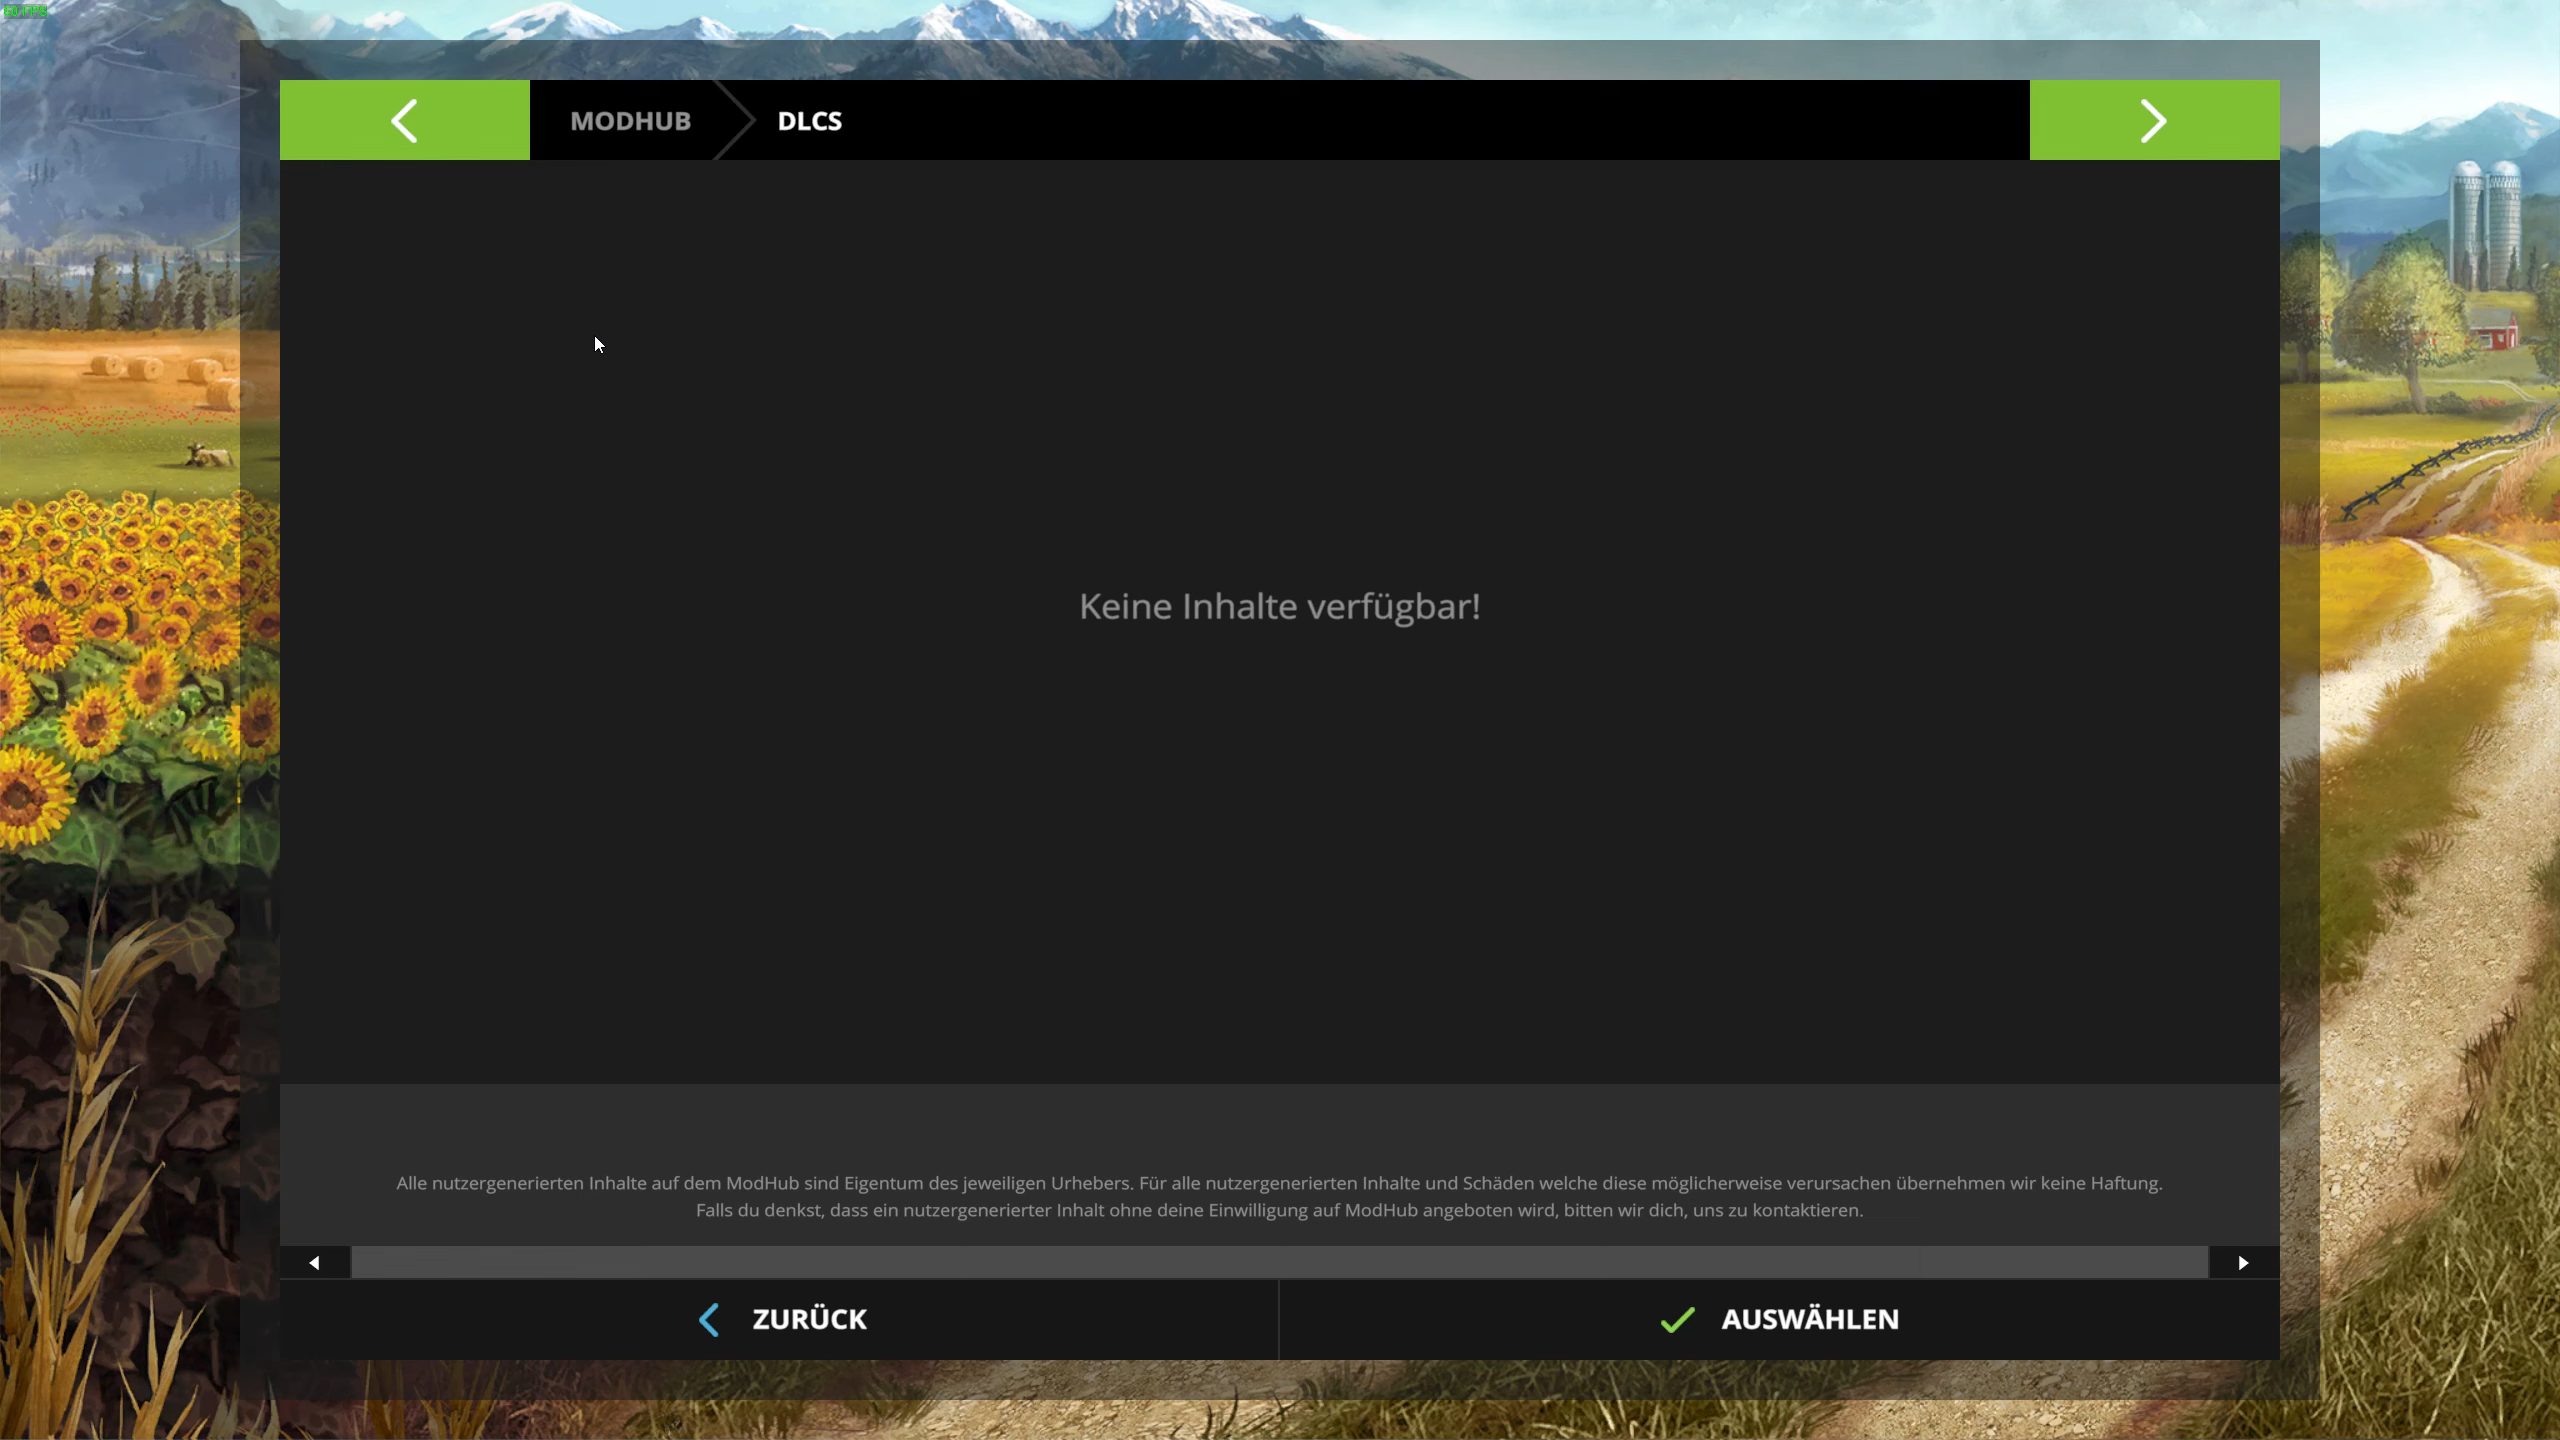 60 FPS
MODHUB
DLCS
Keine Inhalte verfügbar!
Alle nutzergenerierten Inhalte auf dem ModHub sind Eigentum des jeweiligen Urhebers. Für alle nutzergenerierten Inhalte und Schäden welche diese möglicherweise verursachen übernehmen wir keine Haftung.
Falls du denkst, dass ein nutzergenerierter Inhalt ohne deine Einwilligung auf ModHub angeboten wird, bitten wir dich, uns zu kontaktieren.
ZURÜCK
AUSWÄHLEN